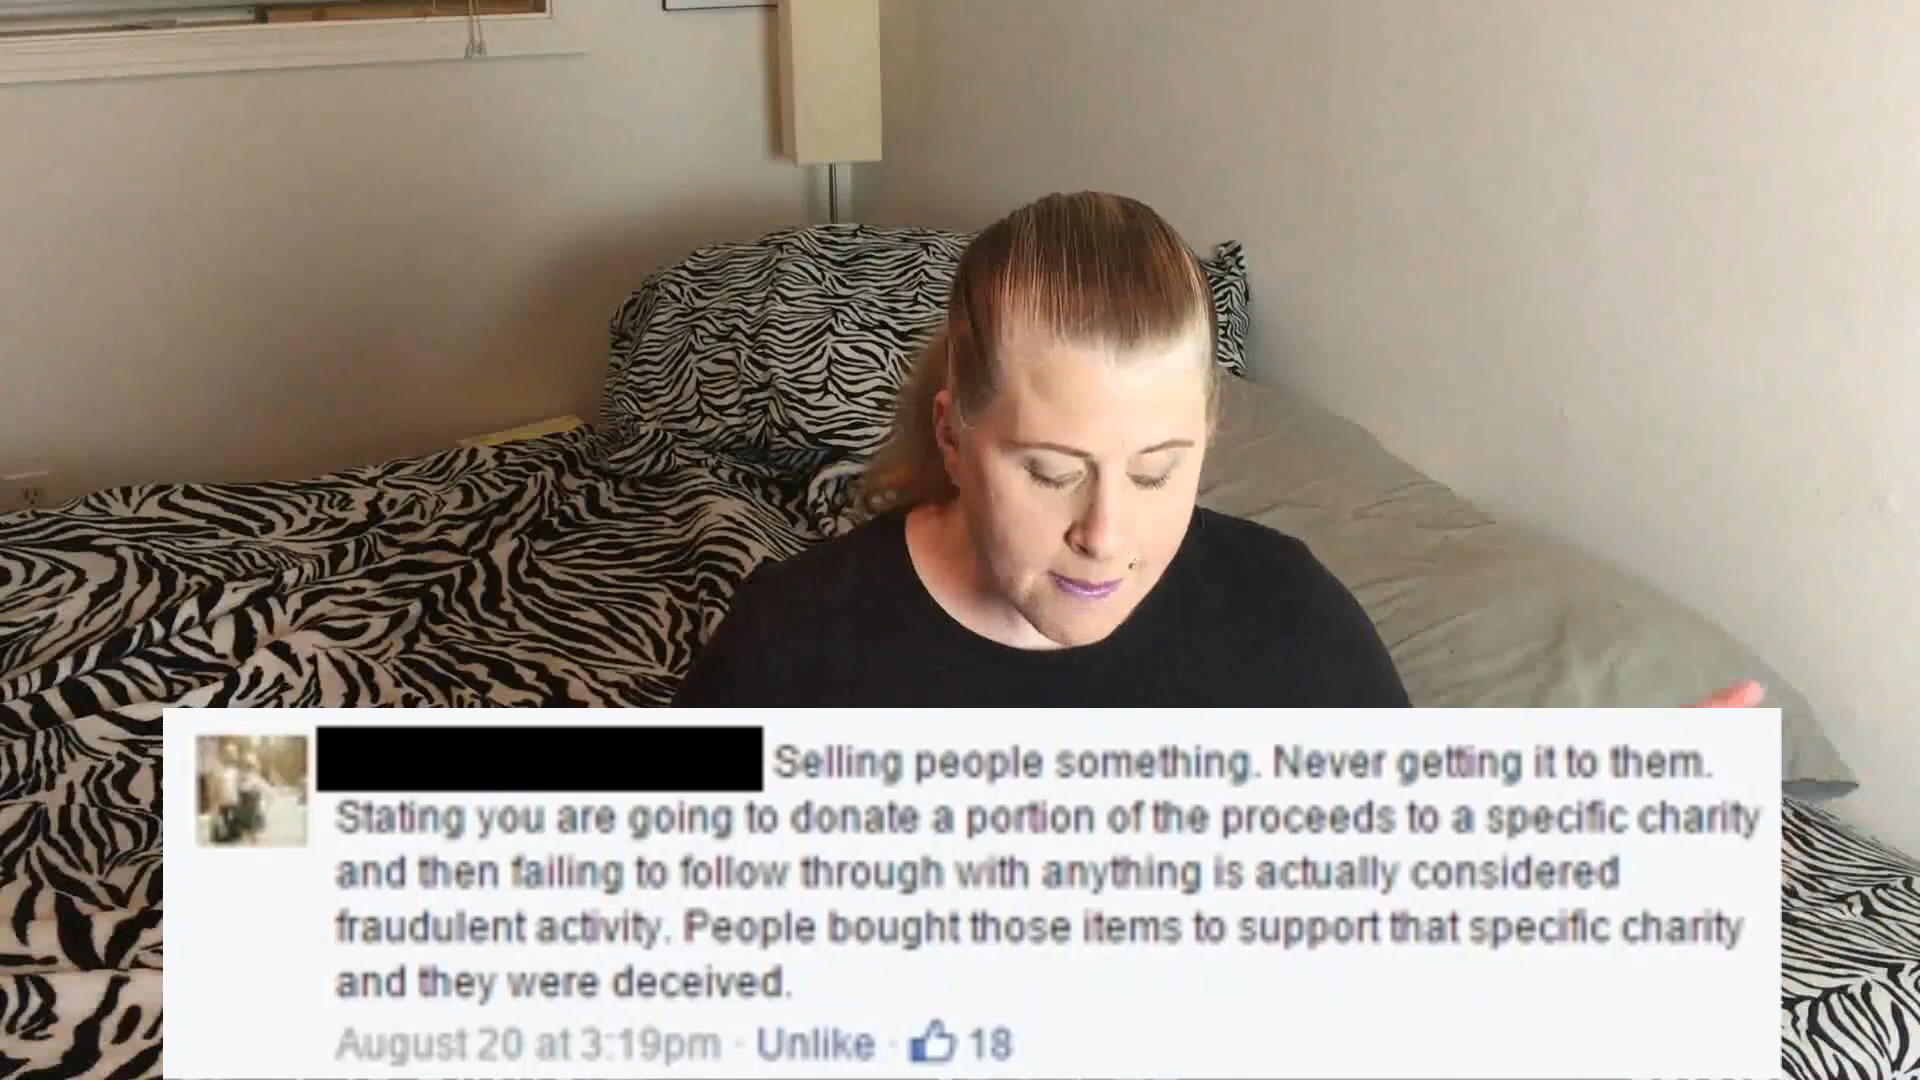 Selling people something. Never getting it to them.
Stating you are going to donate a portion of the proceeds to a specific charity
and then failing to follow through with anything is actually considered
fraudulent activity. People bought those items to support that specific charity
and they were deceived.
August 20 at 3:19pm · Unlike · 18